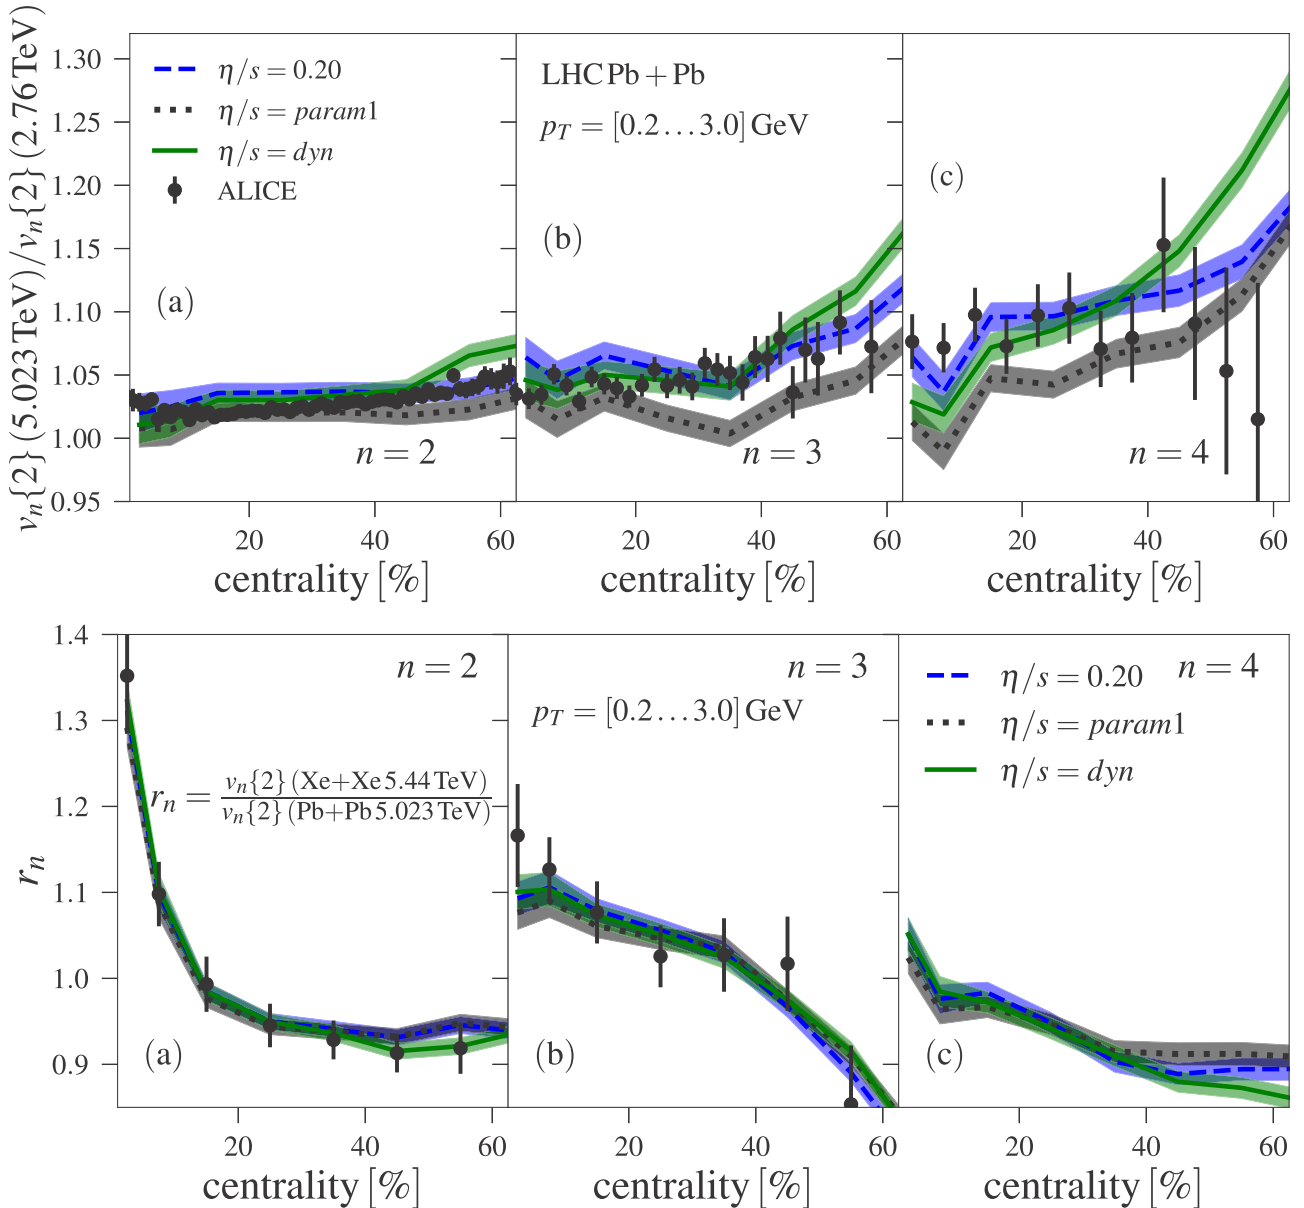 v_n{2} (5.023 TeV)/v_n{2} (2.76 TeV)
1.30
1.25
1.20
1.15
1.10
1.05
1.00
0.95
η/s = 0.20
η/s = param1
η/s = dyn
ALICE
(a)
n = 2
LHC Pb + Pb
p_T = [0.2…3.0] GeV
(b)
n = 3
(c)
n = 4
20 40 60 20 40 60 20 40 60
centrality [%] centrality [%] centrality [%]
r_n
1.4
1.3
1.2
1.1
1.0
0.9
n = 2
r_n = v_n{2} (Xe+Xe 5.44 TeV) / v_n{2} (Pb+Pb 5.023 TeV)
(a)
n = 3
p_T = [0.2…3.0] GeV
(b)
n = 4
η/s = 0.20
η/s = param1
η/s = dyn
(c)
20 40 60 20 40 60 20 40 60
centrality [%] centrality [%] centrality [%]